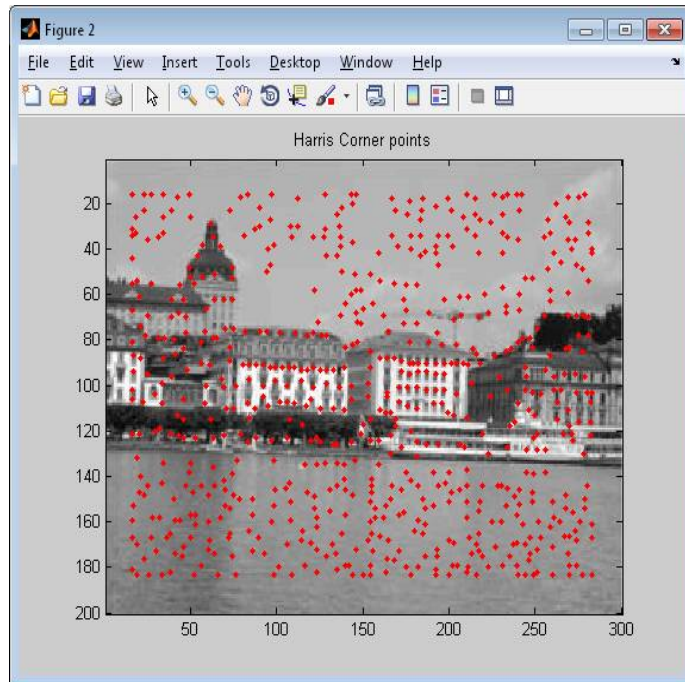 Figure 2
File Edit View Insert Tools Desktop Window Help
Harris Corner points
20
40
60
80
100
120
140
160
180
200
50 100 150 200 250 300